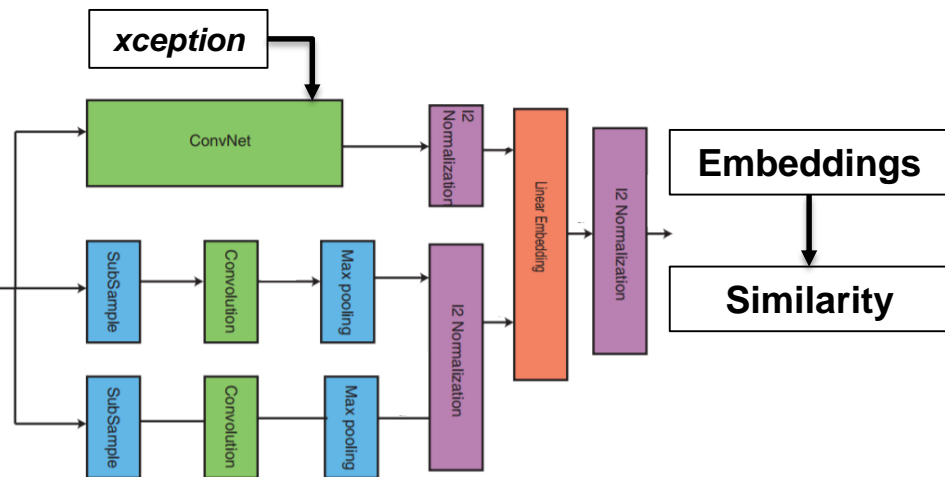 xception
ConvNet
l2
Normalization
Linear Embedding
l2 Normalization
Embeddings
SubSample
Convolution
Max pooling
l2 Normalization
Similarity
SubSample
Convolution
Max pooling